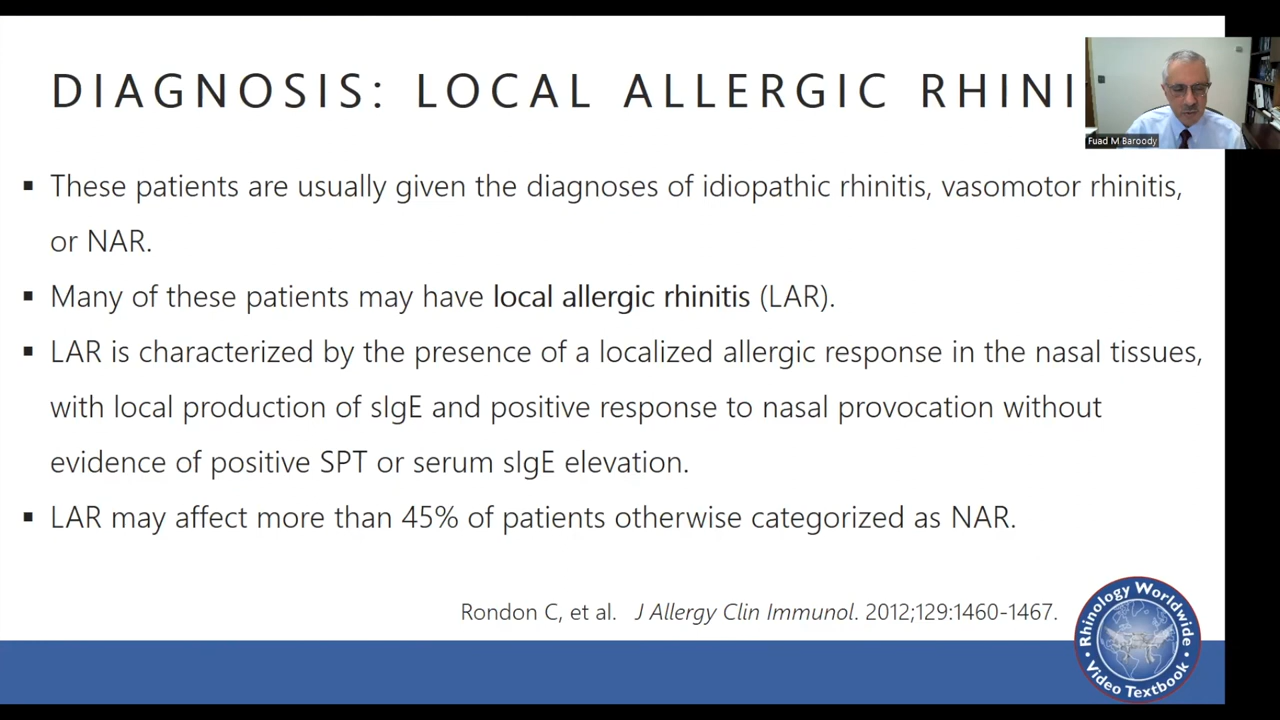 DIAGNOSIS: LOCAL ALLERGIC RHINI
Fuad M Baroody
▪ These patients are usually given the diagnoses of idiopathic rhinitis, vasomotor rhinitis,
or NAR.
▪ Many of these patients may have local allergic rhinitis (LAR).
▪ LAR is characterized by the presence of a localized allergic response in the nasal tissues,
with local production of sIgE and positive response to nasal provocation without
evidence of positive SPT or serum sIgE elevation.
▪ LAR may affect more than 45% of patients otherwise categorized as NAR.
Rondon C, et al. J Allergy Clin Immunol. 2012;129:1460-1467.
Rhinology Worldwide
• Video Textbook •